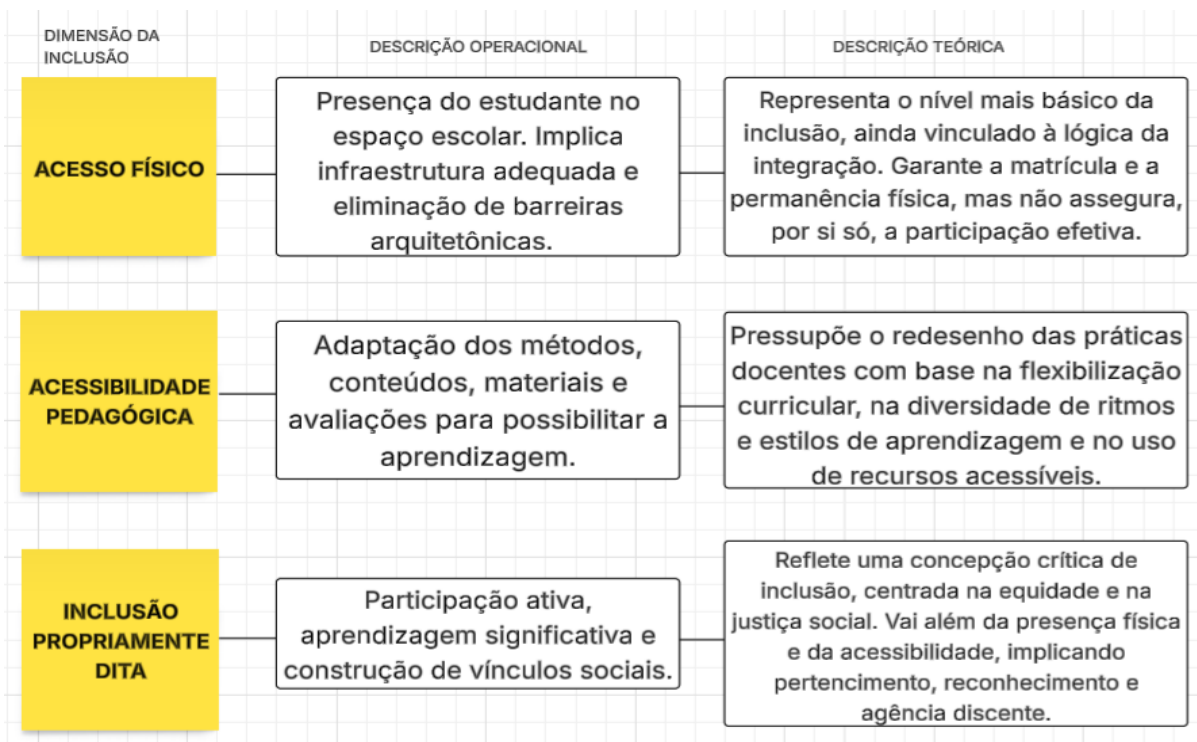 DIMENSÃO DA
INCLUSÃO
DESCRIÇÃO OPERACIONAL
DESCRIÇÃO TEÓRICA
ACESSO FÍSICO
Presença do estudante no
espaço escolar. Implica
infraestrutura adequada e
eliminação de barreiras
arquitetônicas.
Representa o nível mais básico da
inclusão, ainda vinculado à lógica da
integração. Garante a matrícula e a
permanência física, mas não assegura,
por si só, a participação efetiva.
ACESSIBILIDADE
PEDAGÓGICA
Adaptação dos métodos,
conteúdos, materiais e
avaliações para possibilitar a
aprendizagem.
Pressupõe o redesenho das práticas
docentes com base na flexibilização
curricular, na diversidade de ritmos
e estilos de aprendizagem e no uso
de recursos acessíveis.
INCLUSÃO
PROPRIAMENTE
DITA
Participação ativa,
aprendizagem significativa e
construção de vínculos sociais.
Reflete uma concepção crítica de
inclusão, centrada na equidade e na
justiça social. Vai além da presença física
e da acessibilidade, implicando
pertencimento, reconhecimento e
agência discente.